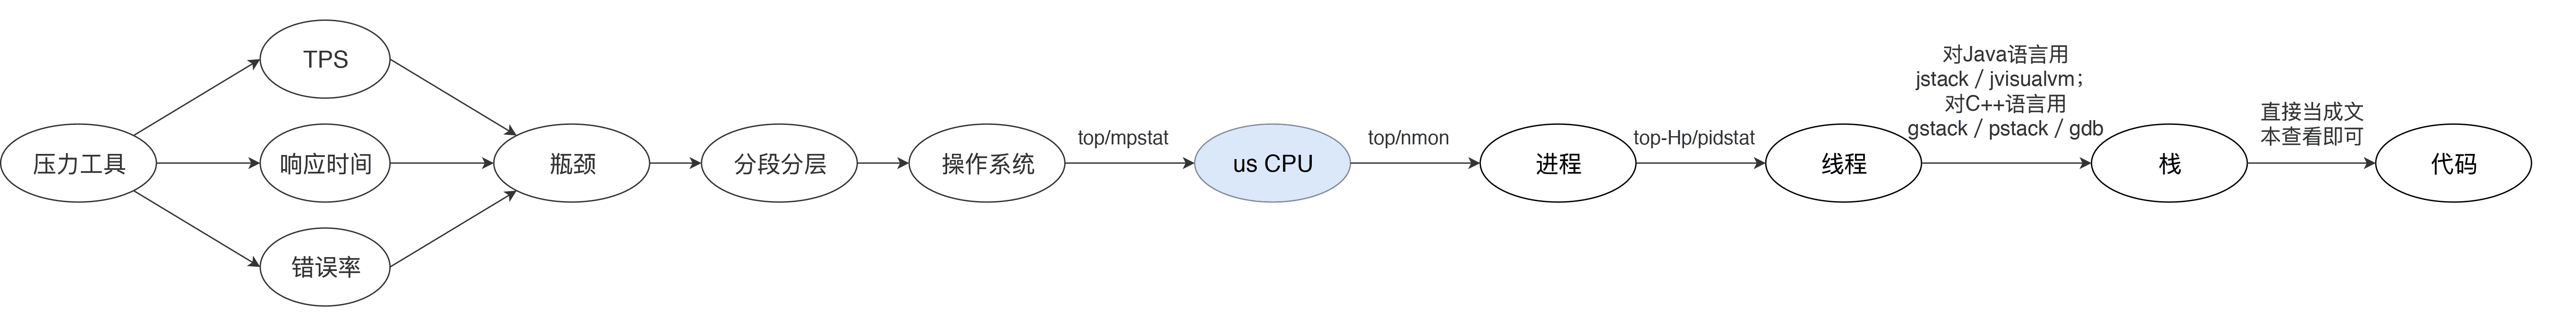 压力工具
TPS
响应时间
错误率
瓶颈
分段分层
操作系统
top/mpstat
us CPU
top/nmon
进程
top-Hp/pidstat
线程
对Java语言用
jstack / jvisualvm；
对C++语言用
gstack / pstack / gdb
栈
直接当成文
本查看即可
代码